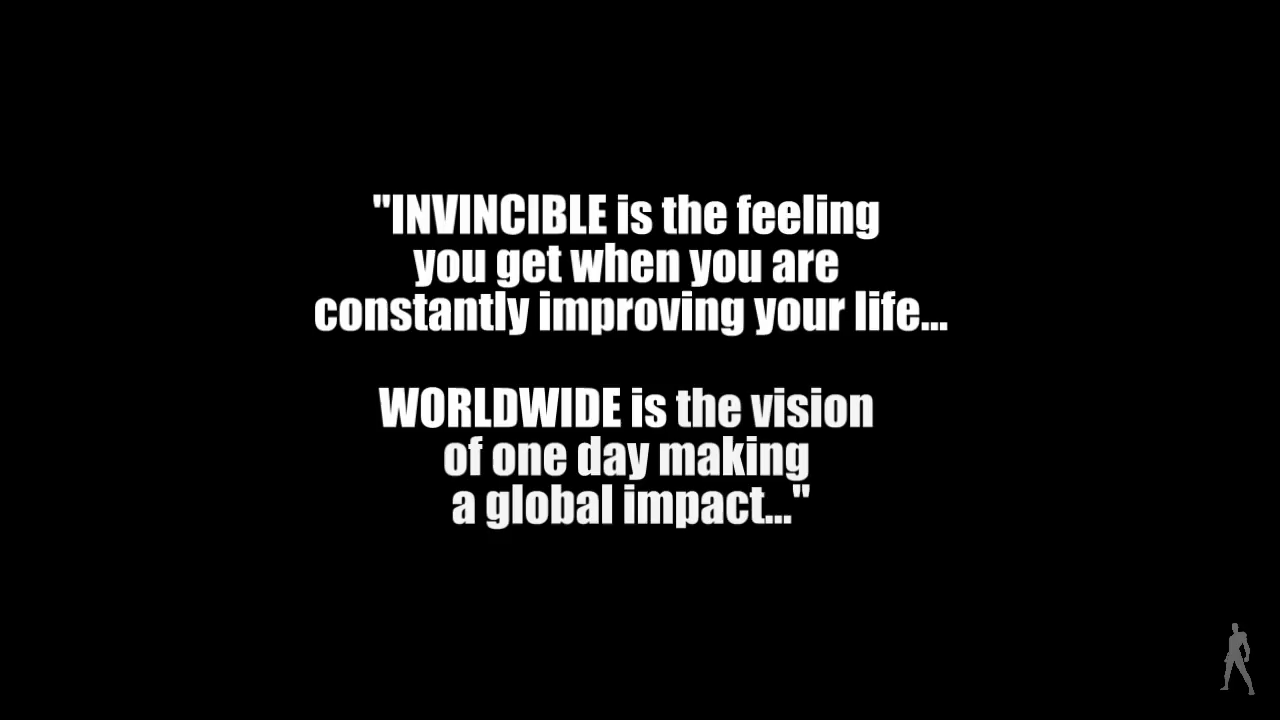 "INVINCIBLE is the feeling
you get when you are
constantly improving your life...
WORLDWIDE is the vision
of one day making
a global impact..."